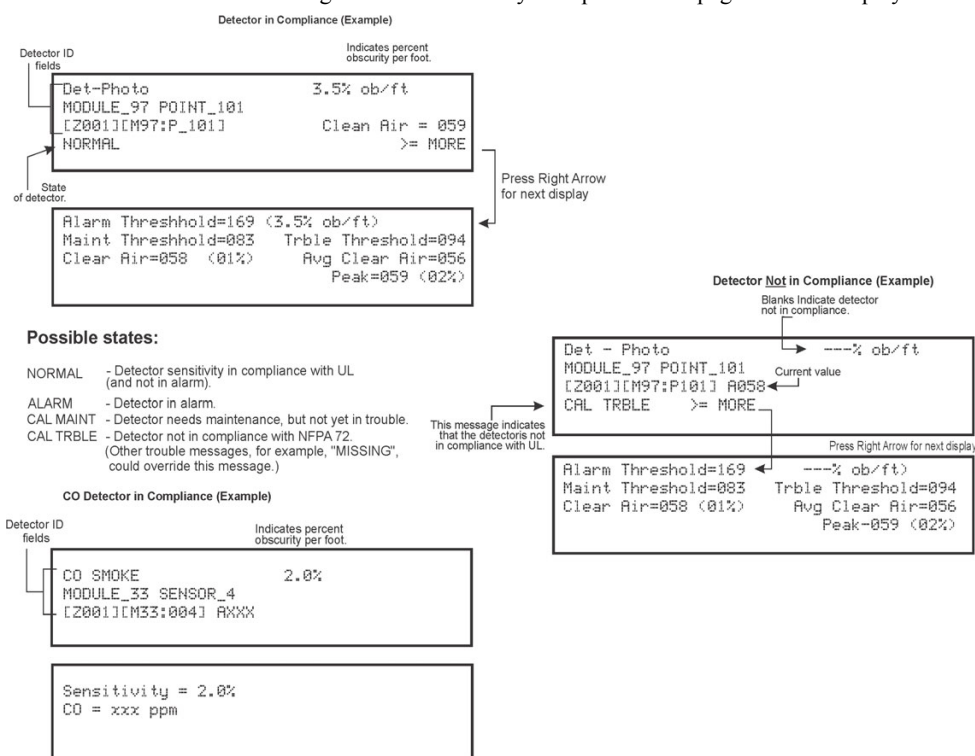 Detector in Compliance (Example)
Detector ID
fields
Indicates percent
obscurity per foot.
Det-Photo 3.5% ob/ft
MODULE_97 POINT_101
[Z001][M97:P_101] Clean Air = 059
NORMAL >= MORE
State
of detector.
Press Right Arrow
for next display
Alarm Threshhold=169 (3.5% ob/ft)
Maint Threshhold=083 Trble Threshold=094
Clear Air=058 (01%) Avg Clear Air=056
Peak=059 (02%)
Possible states:
NORMAL - Detector sensitivity in compliance with UL
(and not in alarm).
ALARM - Detector in alarm.
CAL MAINT - Detector needs maintenance, but not yet in trouble.
CAL TRBLE - Detector not in compliance with NFPA 72.
(Other trouble messages, for example, "MISSING",
could override this message.)
Detector Not in Compliance (Example)
Blanks Indicate detector
not in compliance.
Det - Photo ---% ob/ft
MODULE_97 POINT_101
Current value
[Z001][M97:P101] A058
CAL TRBLE >= MORE
This message indicates
that the detectoris not
in compliance with UL.
Press Right Arrow for next display
Alarm Threshold=169 ---% ob/ft)
Maint Threshold=083 Trble Threshold=094
Clear Air=058 (01%) Avg Clear Air=056
Peak-059 (02%)
CO Detector in Compliance (Example)
Detector ID
fields
Indicates percent
obscurity per foot.
CO SMOKE 2.0%
MODULE_33 SENSOR_4
[Z001][M33:004] AXXX
Sensitivity = 2.0%
CO = xxx ppm